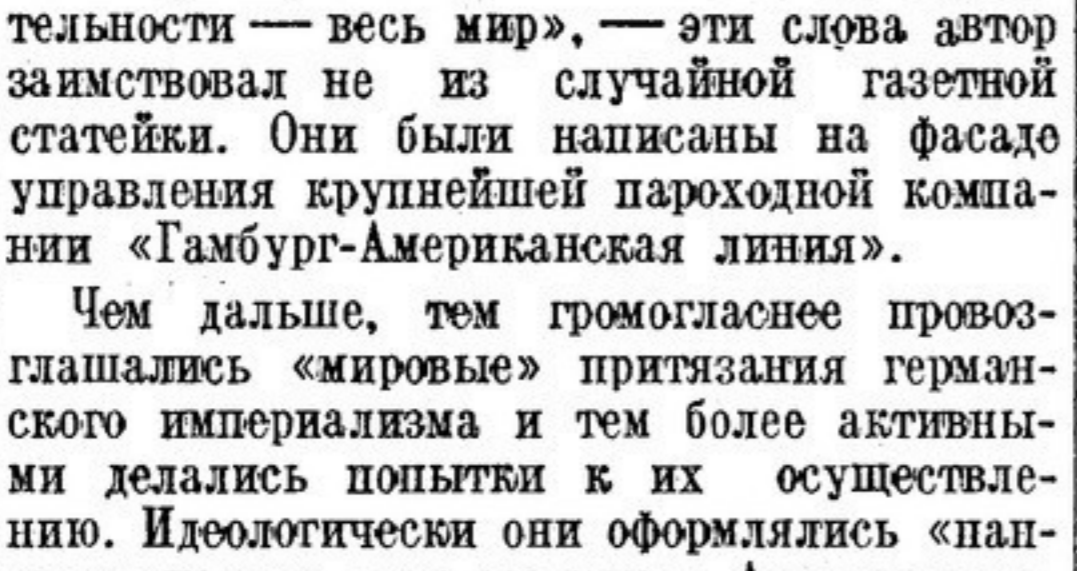 тельности — весь мир», — эти слова автор
заимствовал не из случайной газетной
статейки. Они были написаны на фасаде
управления крупнейшей пароходной компа-
нии «Гамбург-Американская линия».
Чем дальше, тем громогласнее провоз-
глашались «мировые» притязания герман-
ского империализма и тем более активны-
ми делались попытки к их осуществле-
нию. Идеологически они оформлялись «пан-